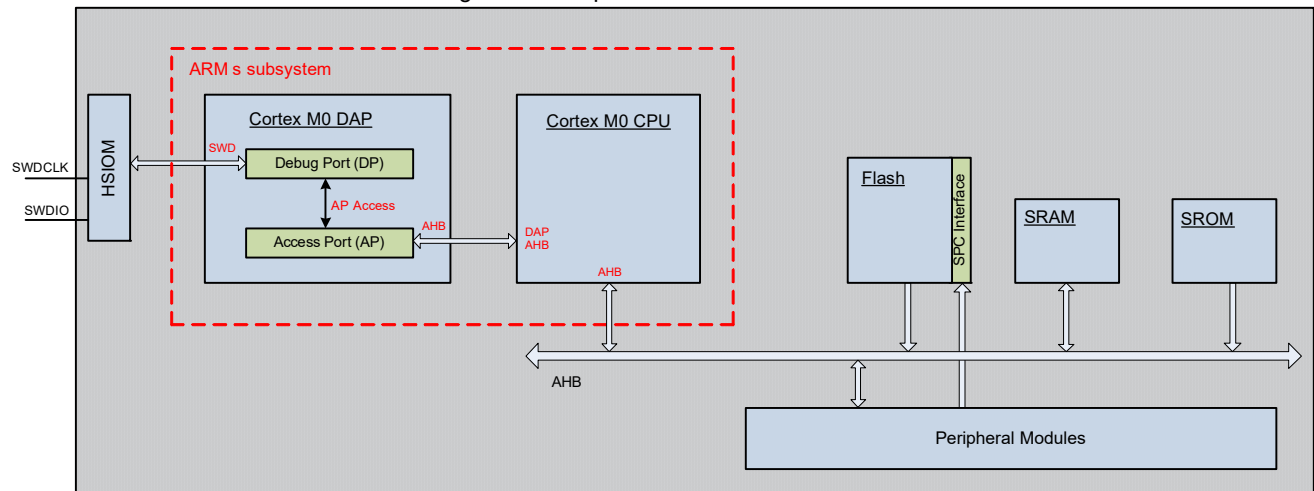 ARM s subsystem
Cortex M0 DAP
Cortex M0 CPU
SWD
Debug Port (DP)
SWDCLK
HSIOM
Flash
SPC Interface
AP Access
SWDIO
SRAM
SROM
AHB
Access Port (AP)
DAP
AHB
AHB
AHB
Peripheral Modules